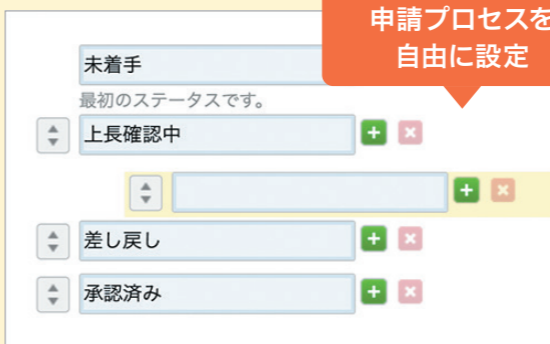 申請プロセスを
自由に設定
未着手
最初のステータスです。
上長確認中
差し戻し
承認済み